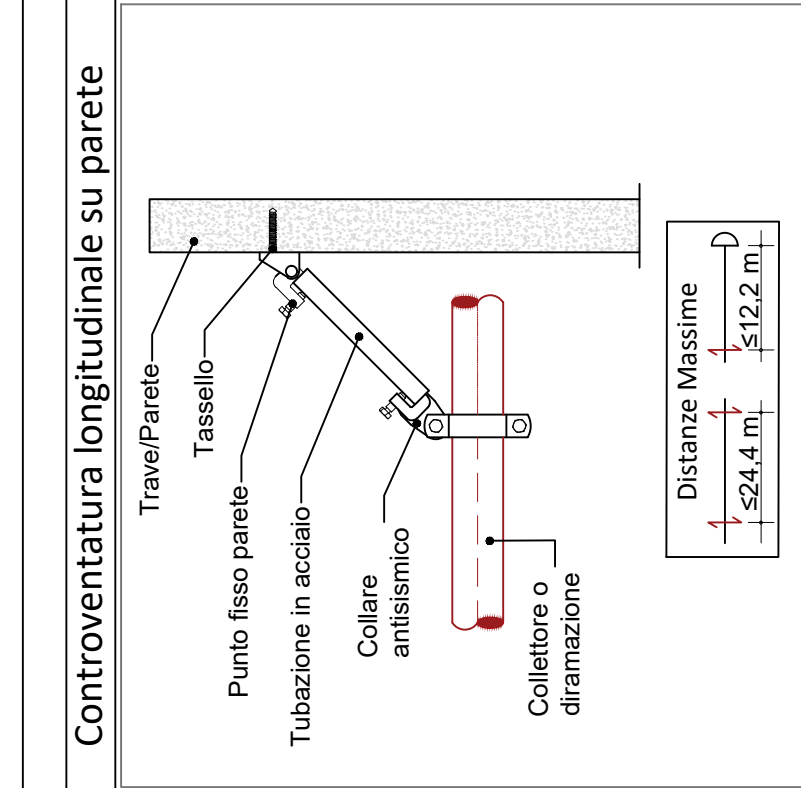 Controventatura longitudinale su parete
Trave/Parete
Tassello
Punto fisso parete
Tubazione in acciaio
Collare
antisismico
Collettore o
diramazione
Distanze Massime
≤24,4 m
≤12,2 m